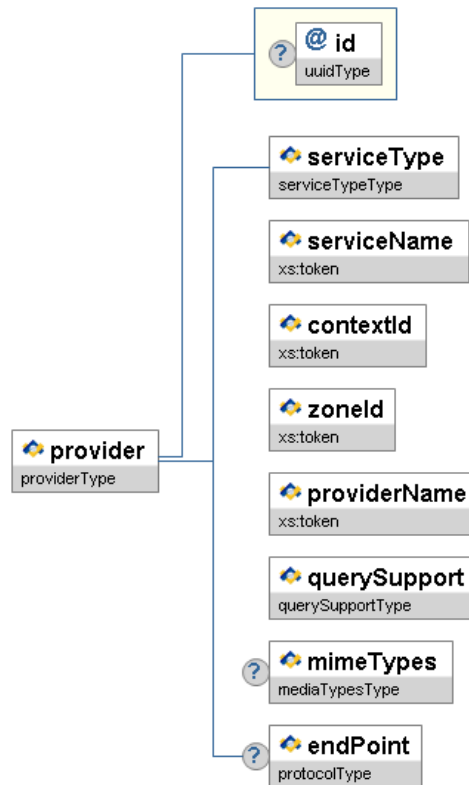 @ id
?
uuidType
serviceType
serviceTypeType
serviceName
xs:token
contextId
xs:token
zoneId
xs:token
provider
providerType
providerName
xs:token
querySupport
querySupportType
?
mimeTypes
mediaTypesType
?
endPoint
protocolType